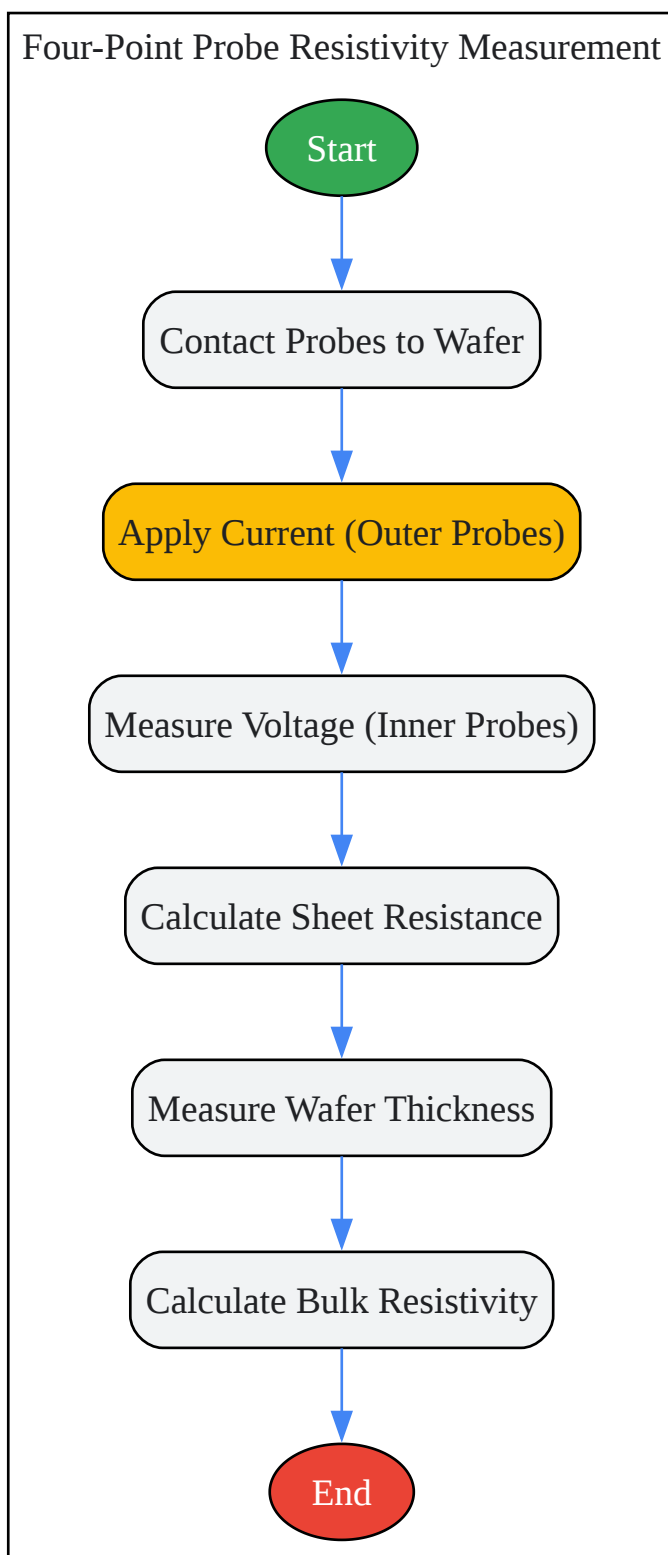 Four-Point Probe Resistivity Measurement
Start
Contact Probes to Wafer
Apply Current (Outer Probes)
Measure Voltage (Inner Probes)
Calculate Sheet Resistance
Measure Wafer Thickness
Calculate Bulk Resistivity
End